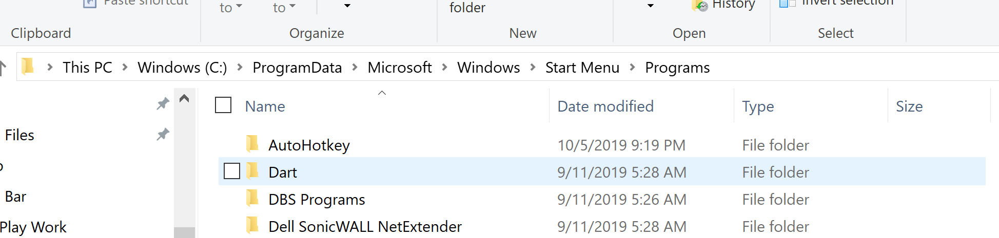 Paste shortcut
to to
folder
History
Invert selection
Clipboard Organize New Open Select
This PC Windows (C:) ProgramData Microsoft Windows Start Menu Programs
Name Date modified Type Size
Files
AutoHotkey 10/5/2019 9:19 PM File folder
Dart 9/11/2019 5:28 AM File folder
Bar
DBS Programs 9/11/2019 5:26 AM File folder
Play Work
Dell SonicWALL NetExtender 9/11/2019 5:28 AM File folder